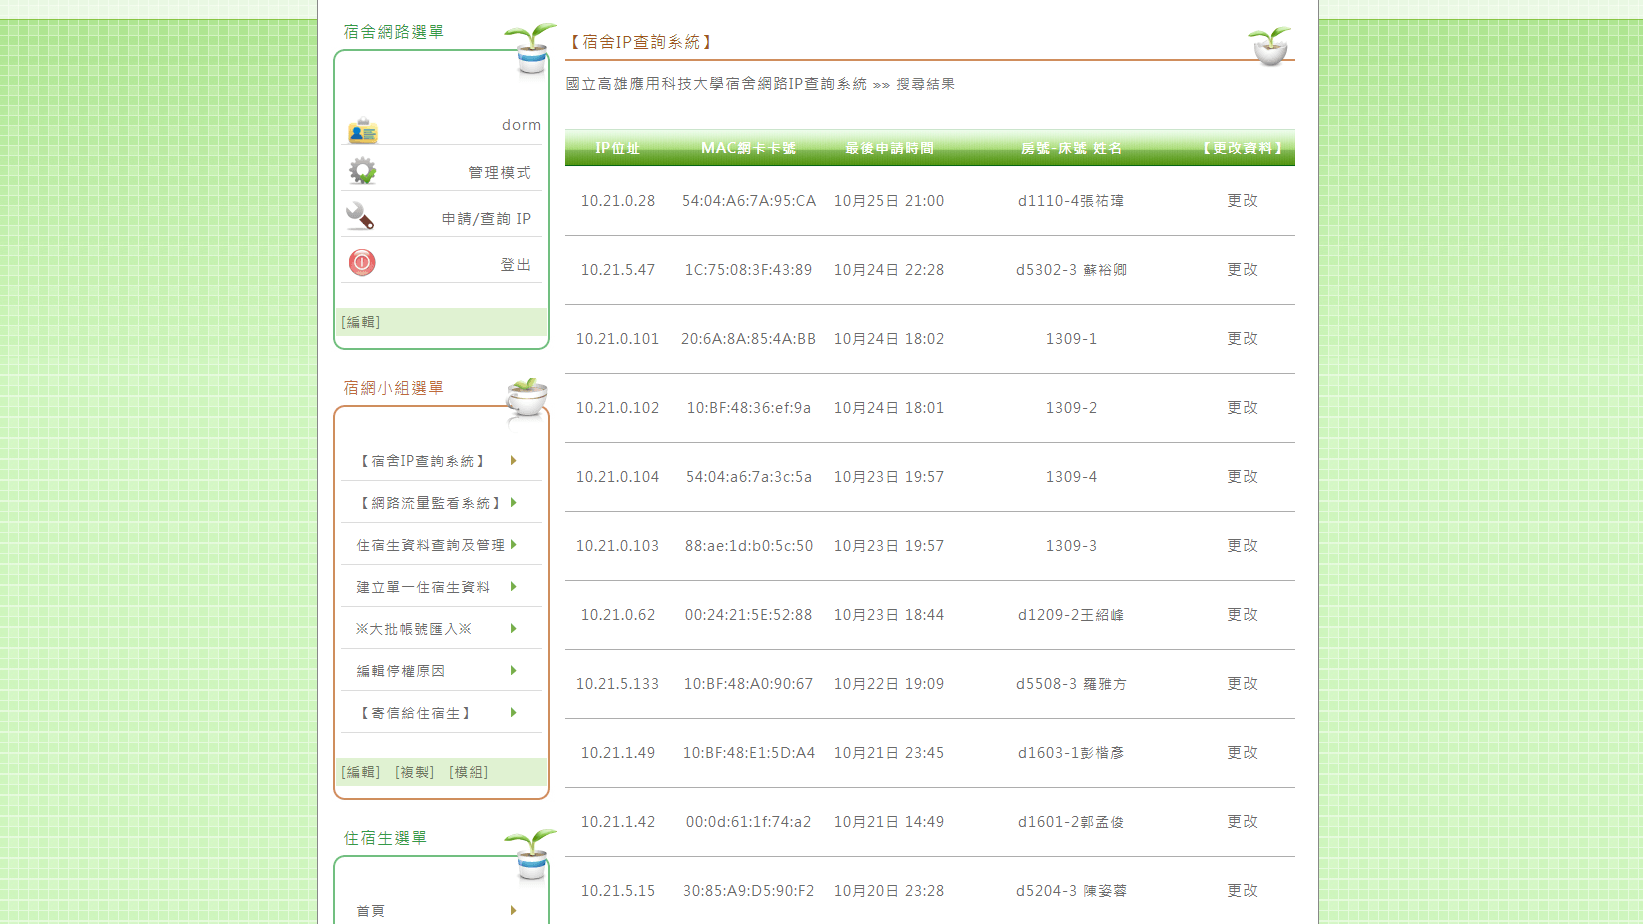 宿舍網路選單
dorm
管理模式
申請/查詢 IP
登出
[編輯]
宿網小組選單
【宿舍IP查詢系統】
【網路流量監看系統】
住宿生資料查詢及管理
建立單一住宿生資料
※大批帳號匯入※
編輯停權原因
【寄信給住宿生】
[編輯] [複製] [模組]
住宿生選單
首頁
【宿舍IP查詢系統】
國立高雄應用科技大學宿舍網路IP查詢系統 »» 搜尋結果
IP位址 MAC網卡卡號 最後申請時間 房號-床號 姓名 【更改資料】
10.21.0.28 54:04:A6:7A:95:CA 10月25日 21:00 d1110-4張祐瑋 更改
10.21.5.47 1C:75:08:3F:43:89 10月24日 22:28 d5302-3 蘇裕卿 更改
10.21.0.101 20:6A:8A:85:4A:BB 10月24日 18:02 1309-1 更改
10.21.0.102 10:BF:48:36:ef:9a 10月24日 18:01 1309-2 更改
10.21.0.104 54:04:a6:7a:3c:5a 10月23日 19:57 1309-4 更改
10.21.0.103 88:ae:1d:b0:5c:50 10月23日 19:57 1309-3 更改
10.21.0.62 00:24:21:5E:52:88 10月23日 18:44 d1209-2王紹峰 更改
10.21.5.133 10:BF:48:A0:90:67 10月22日 19:09 d5508-3 羅雅方 更改
10.21.1.49 10:BF:48:E1:5D:A4 10月21日 23:45 d1603-1彭楷彥 更改
10.21.1.42 00:0d:61:1f:74:a2 10月21日 14:49 d1601-2郭孟俊 更改
10.21.5.15 30:85:A9:D5:90:F2 10月20日 23:28 d5204-3 陳姿蓉 更改